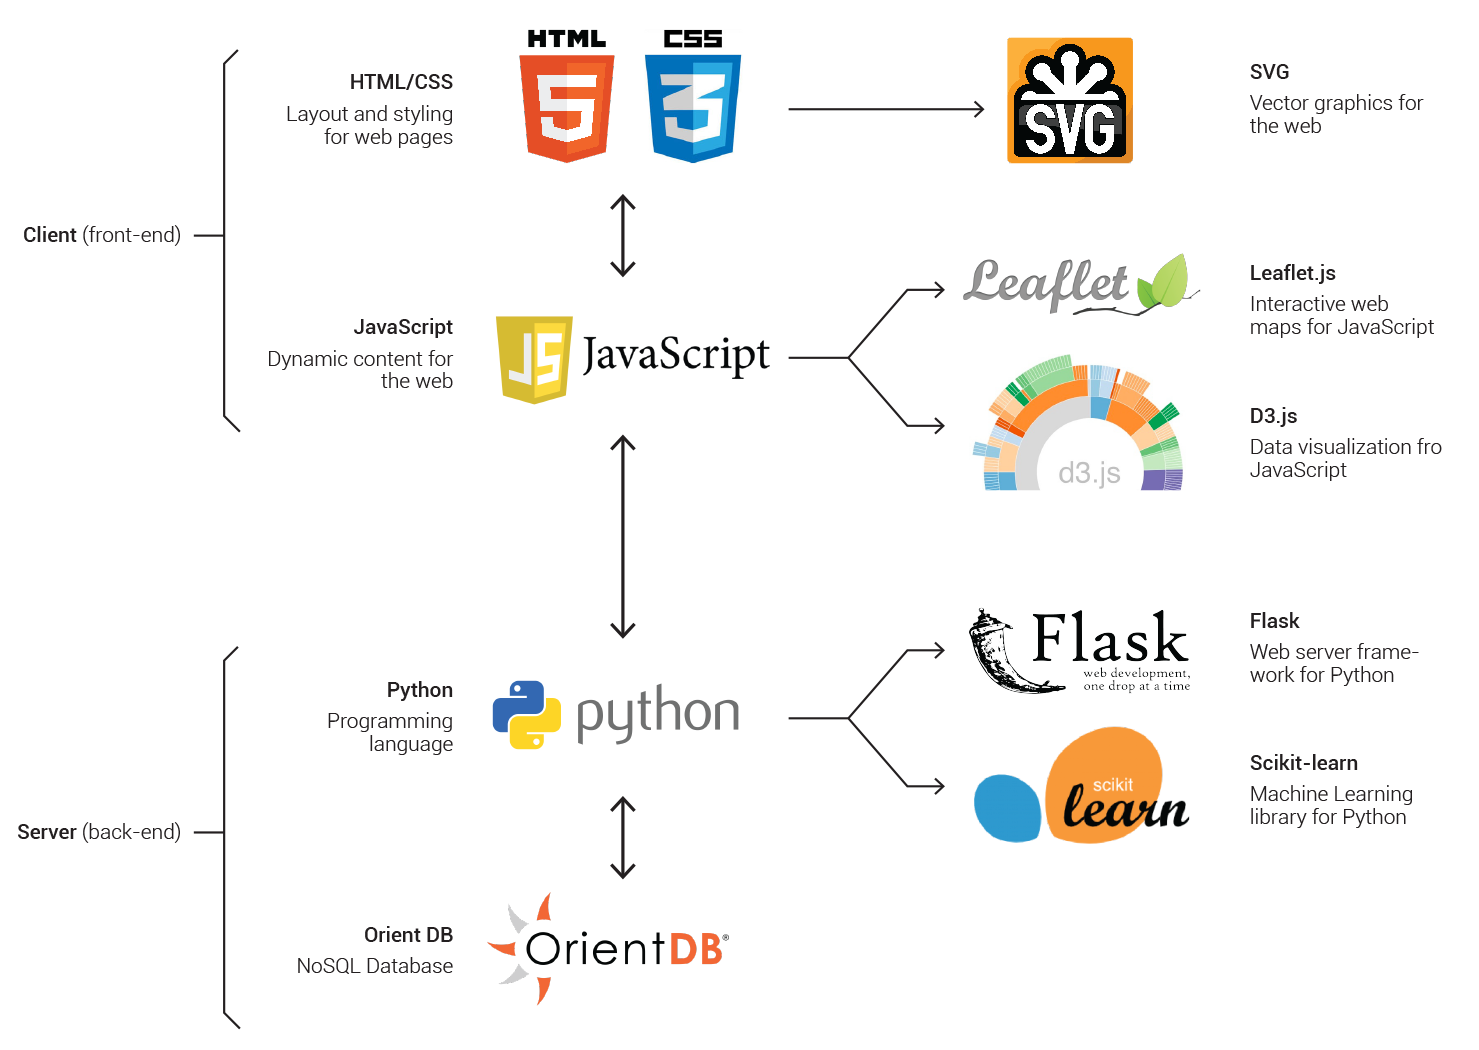 HTML
CSS
HTML/CSS
Layout and styling
for web pages
5
3
SVG
SVG
Vector graphics for
the web
Client (front-end)
JavaScript
Dynamic content for
the web
JS
JavaScript
Leaflet
Leaflet.js
Interactive web
maps for JavaScript
d3.js
D3.js
Data visualization fro
JavaScript
Server (back-end)
Python
Programming
language
python
Flask
web development,
one drop at a time
Flask
Web server frame-
work for Python
scikit
learn
Scikit-learn
Machine Learning
library for Python
Orient DB
NoSQL Database
OrientDB®